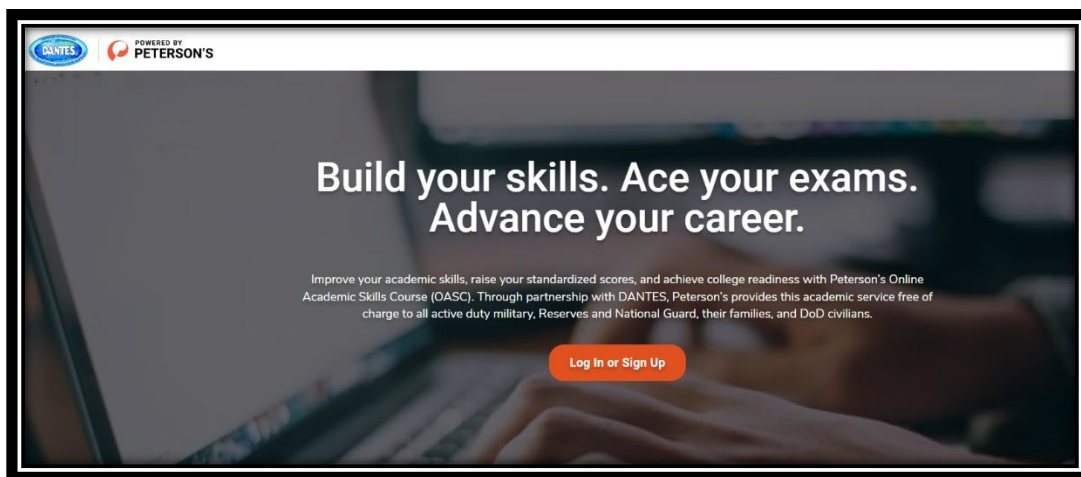 DANTES
POWERED BY
PETERSON'S
Build your skills. Ace your exams.
Advance your career.
Improve your academic skills, raise your standardized scores, and achieve college readiness with Peterson's Online
Academic Skills Course (OASC). Through partnership with DANTES, Peterson's provides this academic service free of
charge to all active duty military, Reserves and National Guard, their families, and DoD civilians.
Log In or Sign Up